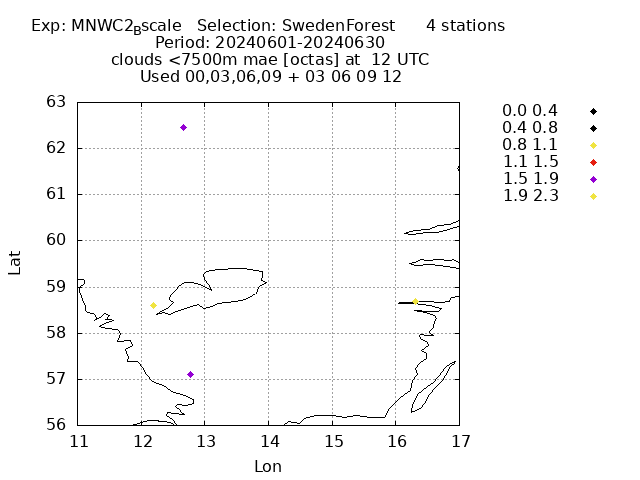 Exp: MNWC2_Bscale Selection: SwedenForest 4 stations
Period: 20240601-20240630
clouds <7500m mae [octas] at 12 UTC
Used 00,03,06,09 + 03 06 09 12
0.0 0.4
0.4 0.8
0.8 1.1
1.1 1.5
1.5 1.9
1.9 2.3
63
62
61
60
59
58
57
56
Lat
11 12 13 14 15 16 17
Lon